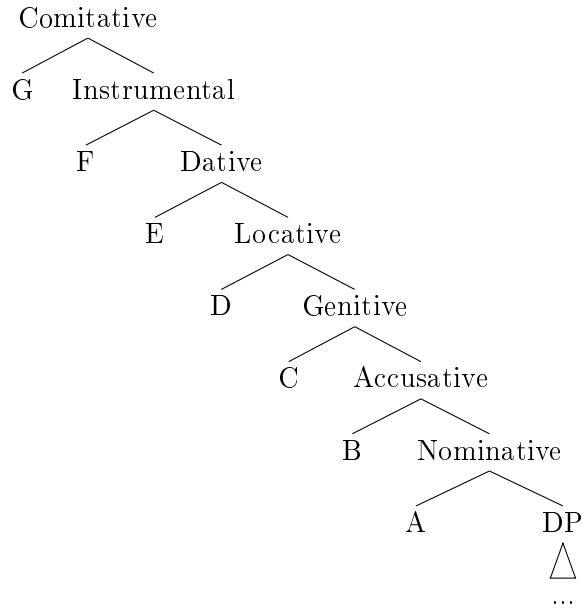 Comitative
G Instrumental
F Dative
E Locative
D Genitive
C Accusative
B Nominative
A DP
...